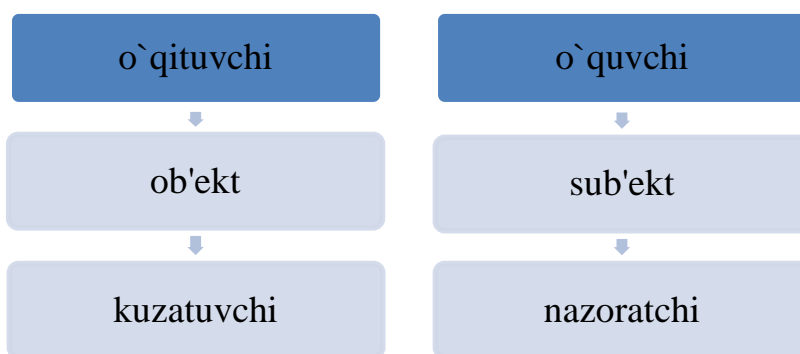 o`qituvchi
ob'ekt
kuzatuvchi
o`quvchi
sub'ekt
nazoratchi